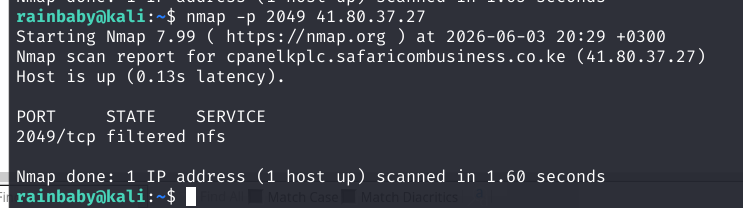 Nmap done: 1 IP address (1 host up) scanned in 1.63 seconds
rainbaby@kali:~$ nmap -p 2049 41.80.37.27
Starting Nmap 7.99 ( https://nmap.org ) at 2026-06-03 20:29 +0300
Nmap scan report for cpanelkplc.safaricombusiness.co.ke (41.80.37.27)
Host is up (0.13s latency).
PORT STATE SERVICE
2049/tcp filtered nfs
Nmap done: 1 IP address (1 host up) scanned in 1.60 seconds
rainbaby@kali:~$
Match Case Match Diacritics